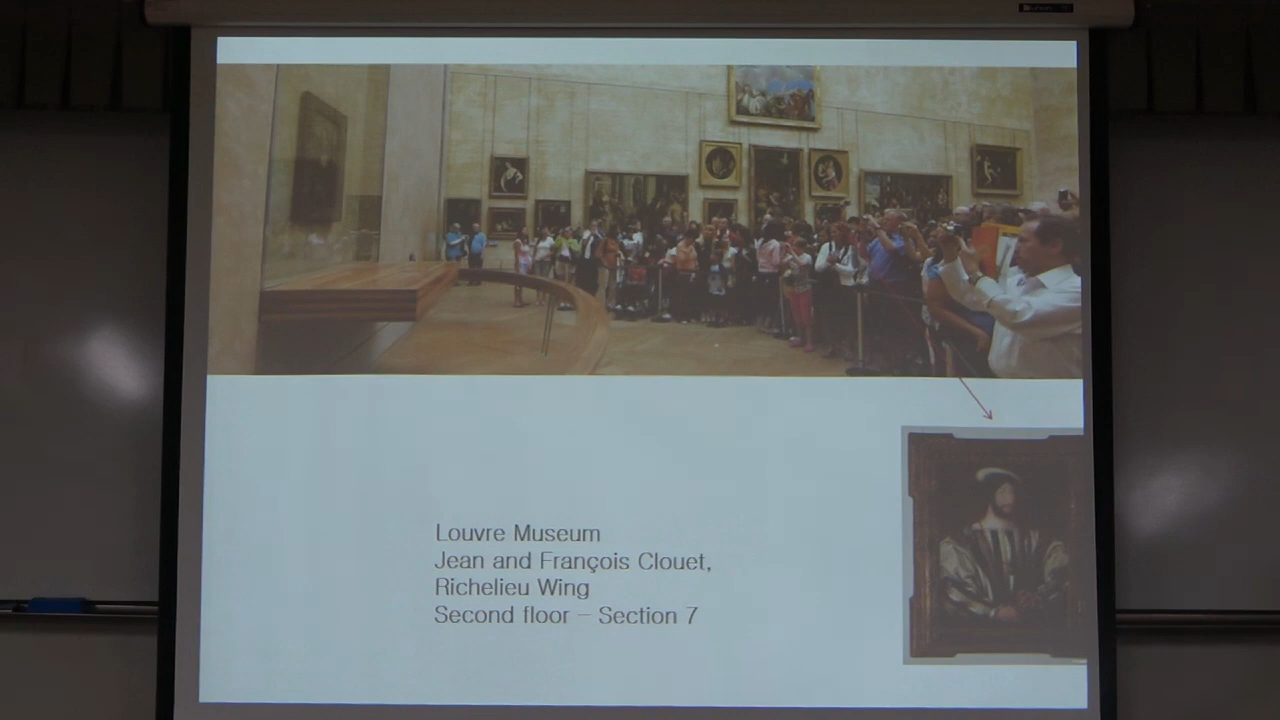 Louvre Museum
Jean and François Clouet,
Richelieu Wing
Second floor – Section 7